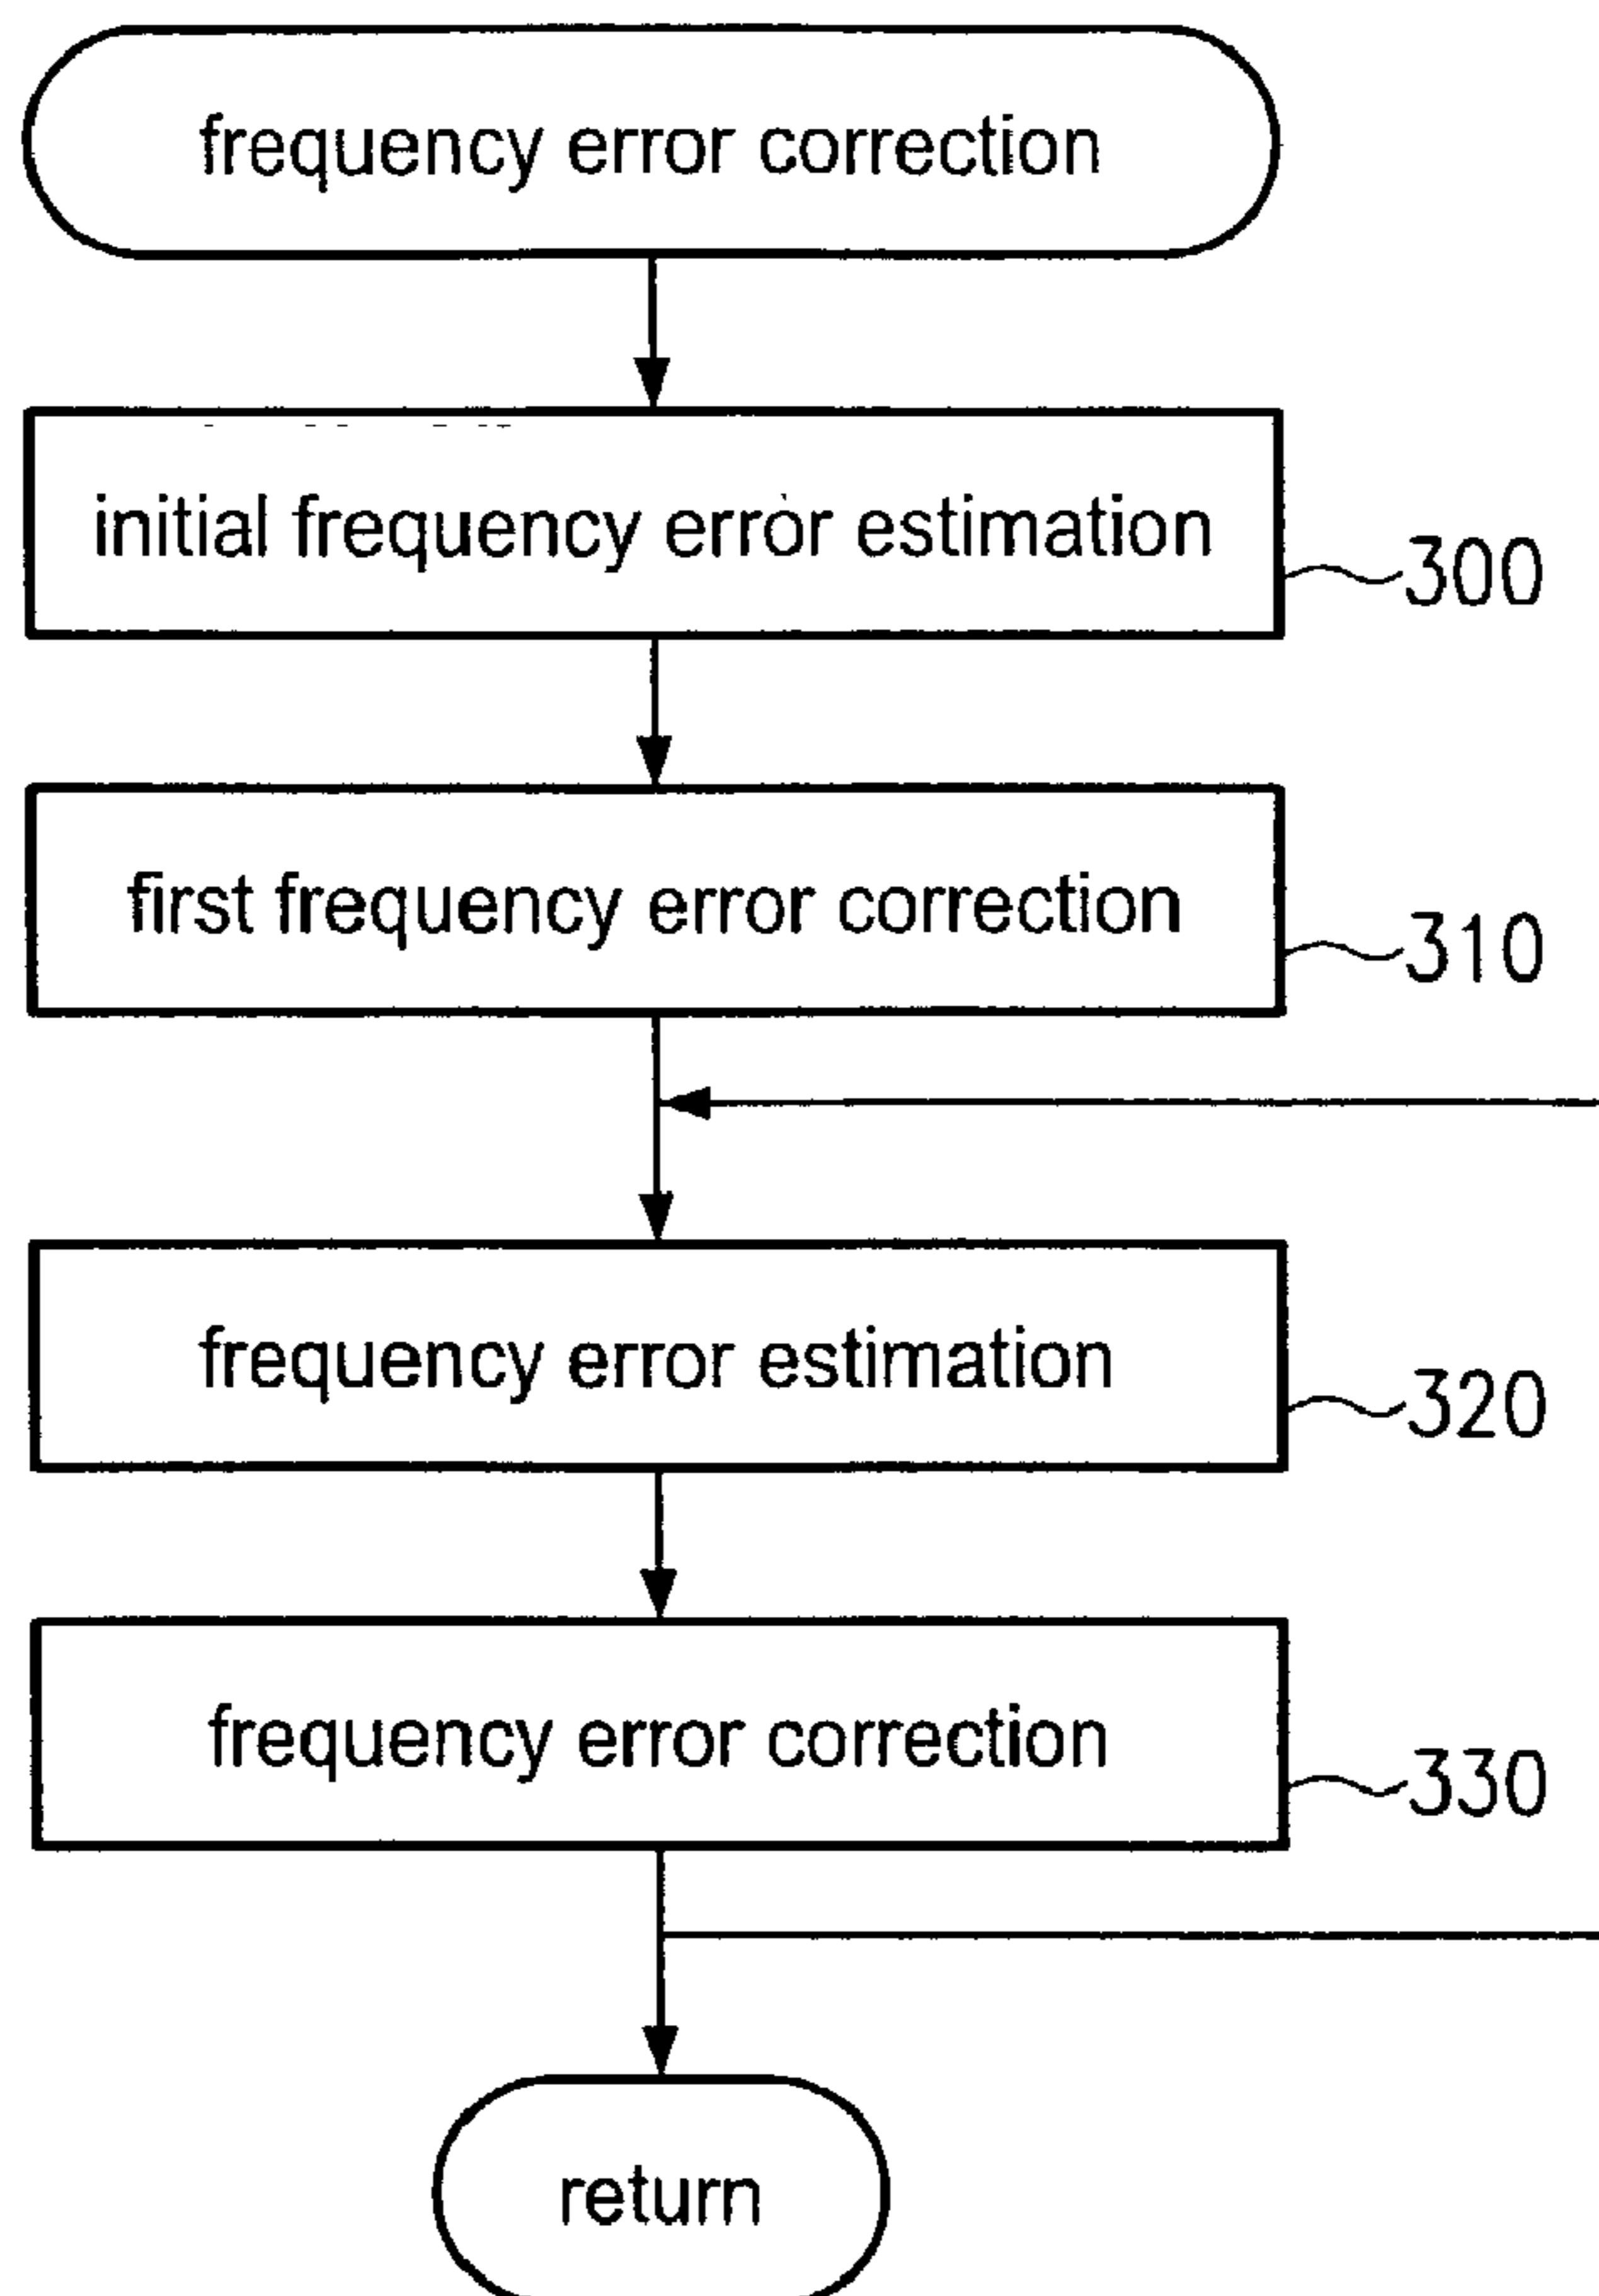 frequency error correction
initial frequency error estimation
300
first frequency error correction
310
frequency error estimation
320
frequency error correction
330
return